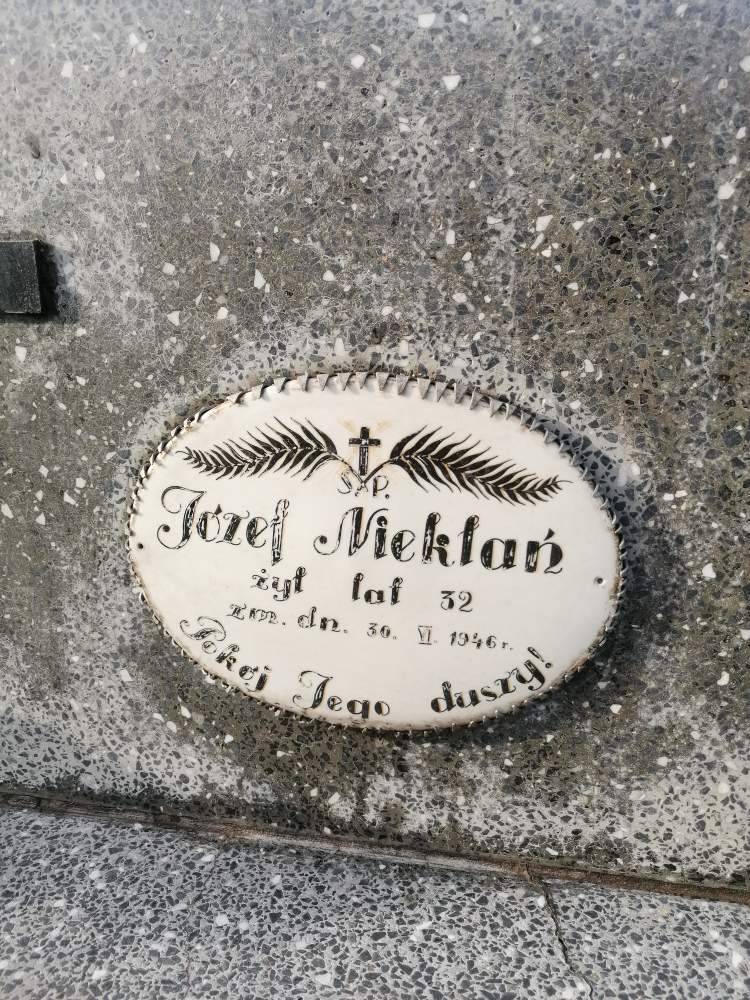 Ś.P.
Józef Niekłań
żył lat 32
zm. dn. 30. VI. 1946 r.
Pokój Jego duszy!